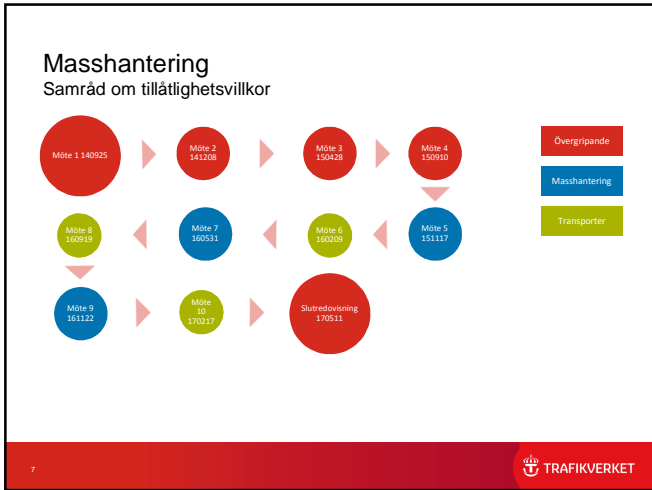 Masshantering
Samråd om tillåtlighetsvillkor
Möte 1 140925
Möte 2
141208
Möte 3
150428
Möte 4
150910
Övergripande
Masshantering
Transporter
Möte 8
160919
Möte 7
160531
Möte 6
160209
Möte 5
151117
Möte 9
161122
Möte
10
170217
Slutredovisning
170511
7
TRAFIKVERKET